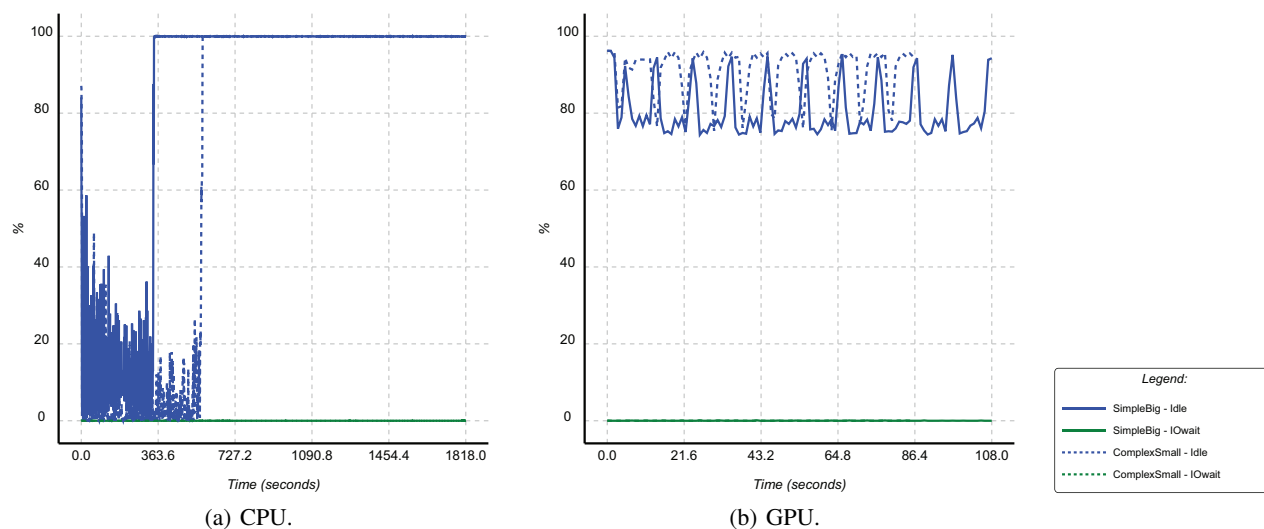 100
80
60
40
20
0
%
0.0 363.6 727.2 1090.8 1454.4 1818.0
Time (seconds)
(a) CPU.
100
80
60
40
20
0
%
0.0 21.6 43.2 64.8 86.4 108.0
Time (seconds)
(b) GPU.
Legend:
SimpleBig - Idle
SimpleBig - IOwait
ComplexSmall - Idle
ComplexSmall - IOwait